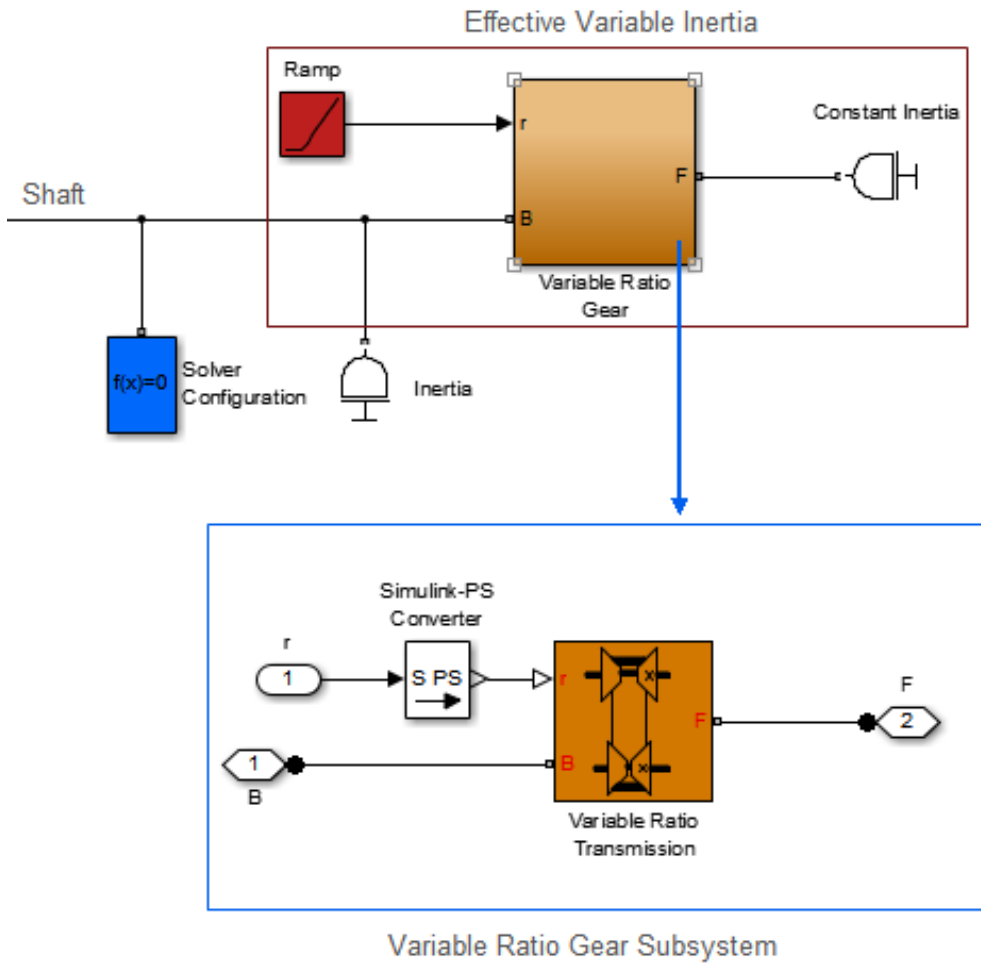 Effective Variable Inertia
Ramp
Constant Inertia
r
F
Shaft
B
Variable Ratio
Gear
f(x)=0
Solver
Configuration
Inertia
Simulink-PS
Converter
r
1
S PS
r
F
F
2
1
B
B
x
x
Variable Ratio
Transmission
Variable Ratio Gear Subsystem